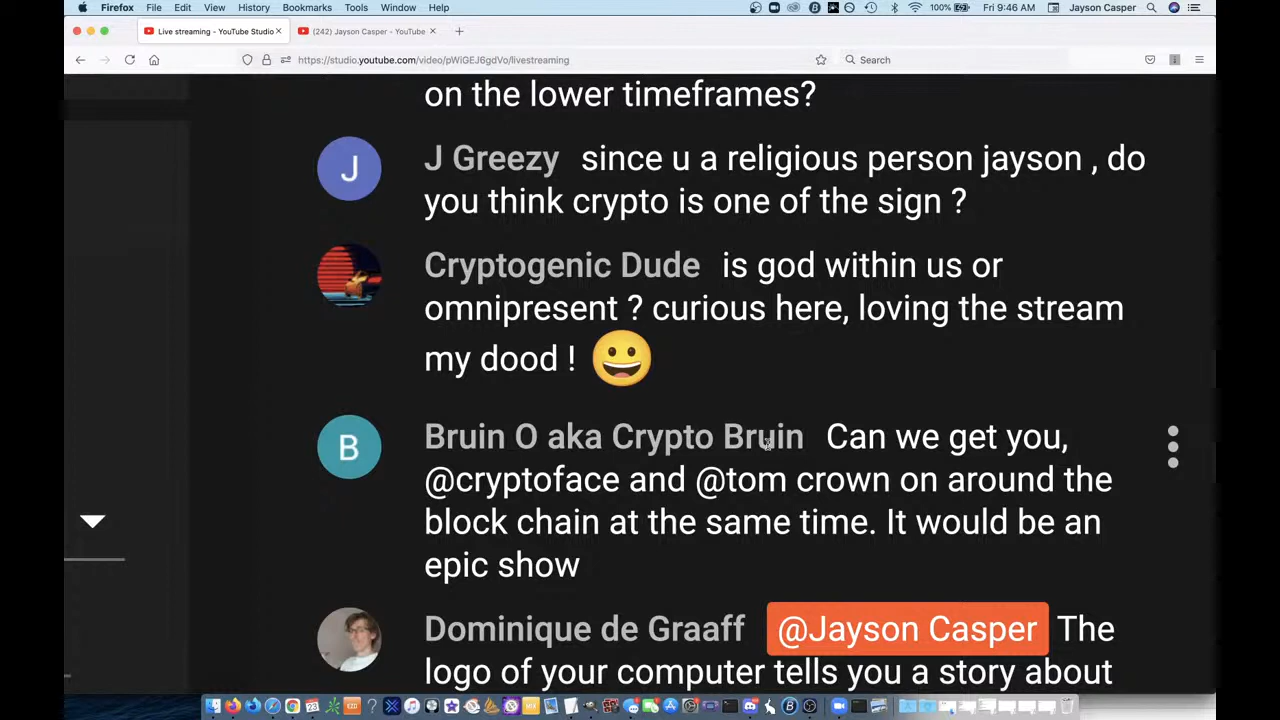 Firefox File Edit View History Bookmarks Tools Window Help 100% Fri 9:46 AM Jayson Casper
Live streaming - YouTube Studio (242) Jayson Casper - YouTube
https://studio.youtube.com/video/pWiGEJ6gdVo/livestreaming Search
on the lower timeframes?
J J Greezy since u a religious person jayson , do
you think crypto is one of the sign ?
Cryptogenic Dude is god within us or
omnipresent ? curious here, loving the stream
my dood !
B Bruin O aka Crypto Bruin Can we get you,
@cryptoface and @tom crown on around the
block chain at the same time. It would be an
epic show
Dominique de Graaff @Jayson Casper The
logo of your computer tells you a story about